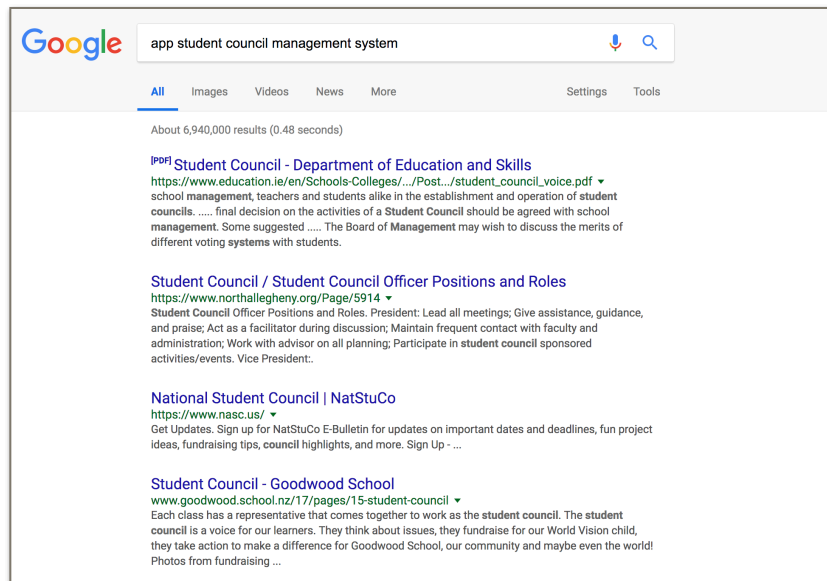 Google
app student council management system
All Images Videos News More Settings Tools
About 6,940,000 results (0.48 seconds)
[PDF] Student Council - Department of Education and Skills
https://www.education.ie/en/Schools-Colleges/.../Post.../student_council_voice.pdf
school management, teachers and students alike in the establishment and operation of student
councils. ..... final decision on the activities of a Student Council should be agreed with school
management. Some suggested ..... The Board of Management may wish to discuss the merits of
different voting systems with students.
Student Council / Student Council Officer Positions and Roles
https://www.northallegheny.org/Page/5914
Student Council Officer Positions and Roles. President: Lead all meetings; Give assistance, guidance,
and praise; Act as a facilitator during discussion; Maintain frequent contact with faculty and
administration; Work with advisor on all planning; Participate in student council sponsored
activities/events. Vice President:.
National Student Council | NatStuCo
https://www.nasc.us/
Get Updates. Sign up for NatStuCo E-Bulletin for updates on important dates and deadlines, fun project
ideas, fundraising tips, council highlights, and more. Sign Up - ...
Student Council - Goodwood School
www.goodwood.school.nz/17/pages/15-student-council
Each class has a representative that comes together to work as the student council. The student
council is a voice for our learners. They think about issues, they fundraise for our World Vision child,
they take action to make a difference for Goodwood School, our community and maybe even the world!
Photos from fundraising ...